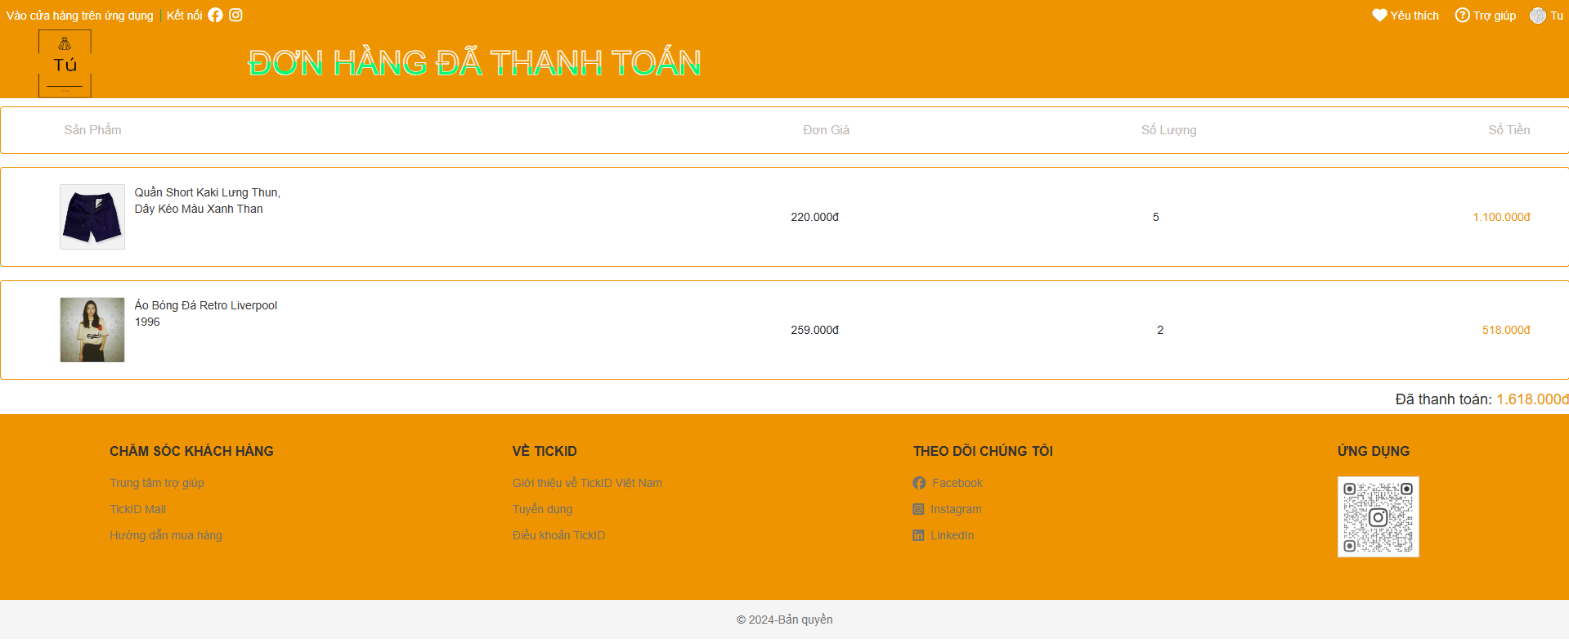 Vào cửa hàng trên ứng dụng | Kết nối
Yêu thích Trợ giúp Tu
Tú
ĐƠN HÀNG ĐÃ THANH TOÁN
Sản Phẩm Đơn Giá Số Lượng Số Tiền
Quần Short Kaki Lưng Thun,
Dây Kéo Màu Xanh Than
220.000đ 5 1.100.000đ
Áo Bóng Đá Retro Liverpool
1996
259.000đ 2 518.000đ
Đã thanh toán: 1.618.000đ
CHĂM SÓC KHÁCH HÀNG
Trung tâm trợ giúp
TickID Mall
Hướng dẫn mua hàng
VỀ TICKID
Giới thiệu về TickID Việt Nam
Tuyển dụng
Điều khoản TickID
THEO DÕI CHÚNG TÔI
Facebook
Instagram
LinkedIn
ỨNG DỤNG
© 2024-Bản quyền